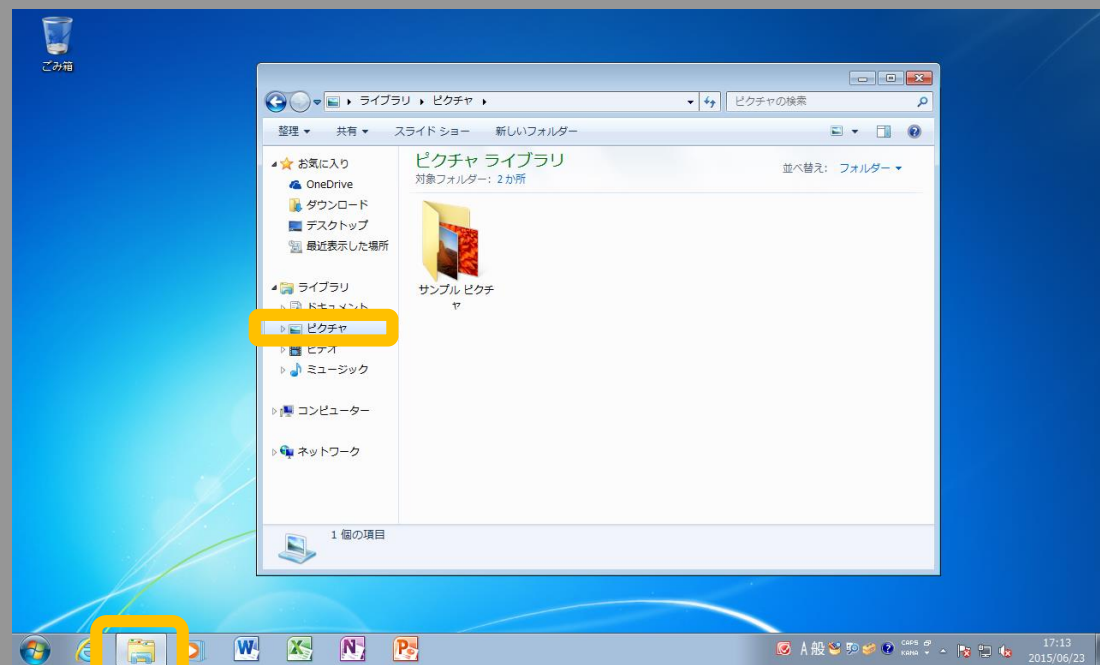 ごみ箱
ライブラリ ピクチャ
ピクチャの検索
整理 共有 スライド ショー 新しいフォルダー
お気に入り
OneDrive
ダウンロード
デスクトップ
最近表示した場所
ライブラリ
ドキュメント
ピクチャ
ビデオ
ミュージック
コンピューター
ネットワーク
ピクチャ ライブラリ
対象フォルダー: 2 か所
並べ替え: フォルダー
サンプル ピクチ
ャ
1 個の項目
A 般
CAPS
KANA
17:13
2015/06/23